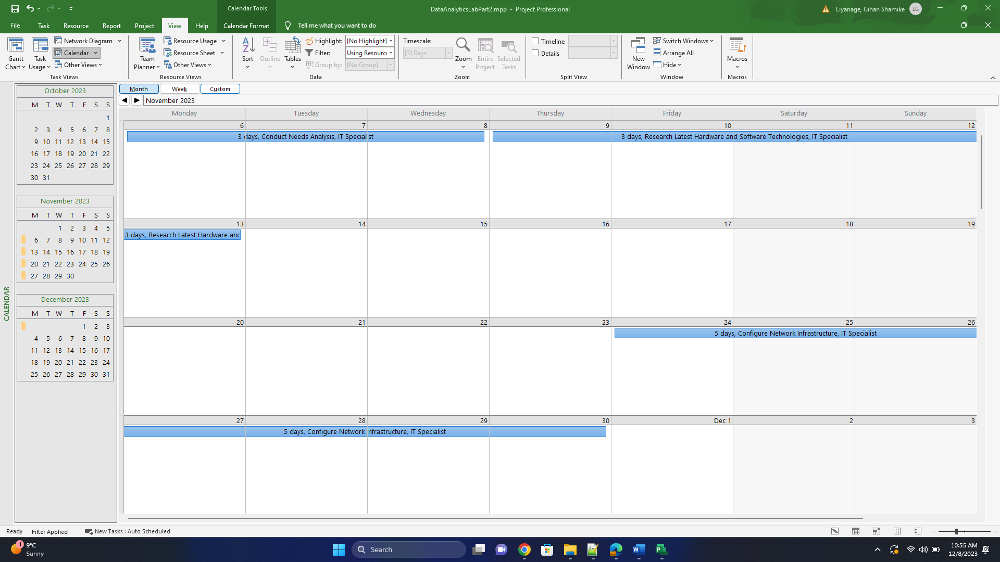 Calendar Tools
DataAnalyticsLabPart2.mpp - Project Professional
Liyanage, Gihan Shamike LG
File Task Resource Report Project View Help Calendar Format Tell me what you want to do
Gantt Chart
Task Usage
Network Diagram
Calendar
Other Views
Task Views
Team Planner
Resource Usage
Resource Sheet
Other Views
Resource Views
Sort
Outline
Tables
Highlight: [No Highlight]
Filter: Using Resourc
Group by: [No Group]
Data
Timescale:
[3] Days
Zoom
Entire Project
Selected Tasks
Zoom
Timeline
Details
Split View
New Window
Switch Windows
Arrange All
Hide
Window
Macros
Macros
CALENDAR
October 2023
M T W T F S S
1
2 3 4 5 6 7 8
9 10 11 12 13 14 15
16 17 18 19 20 21 22
23 24 25 26 27 28 29
30 31
November 2023
M T W T F S S
1 2 3 4 5
6 7 8 9 10 11 12
13 14 15 16 17 18 19
20 21 22 23 24 25 26
27 28 29 30
December 2023
M T W T F S S
1 2 3
4 5 6 7 8 9 10
11 12 13 14 15 16 17
18 19 20 21 22 23 24
25 26 27 28 29 30 31
Month Week Custom
November 2023
Monday Tuesday Wednesday Thursday Friday Saturday Sunday
6 7 8 9 10 11 12
3 days, Conduct Needs Analysis, IT Specialist
3 days, Research Latest Hardware and Software Technologies, IT Specialist
13 14 15 16 17 18 19
3 days, Research Latest Hardware and
20 21 22 23 24 25 26
5 days, Configure Network Infrastructure, IT Specialist
27 28 29 30 Dec 1 2 3
5 days, Configure Network Infrastructure, IT Specialist
Ready Filter Applied New Tasks : Auto Scheduled
1
9°C
Sunny
Search
10:55 AM
12/8/2023